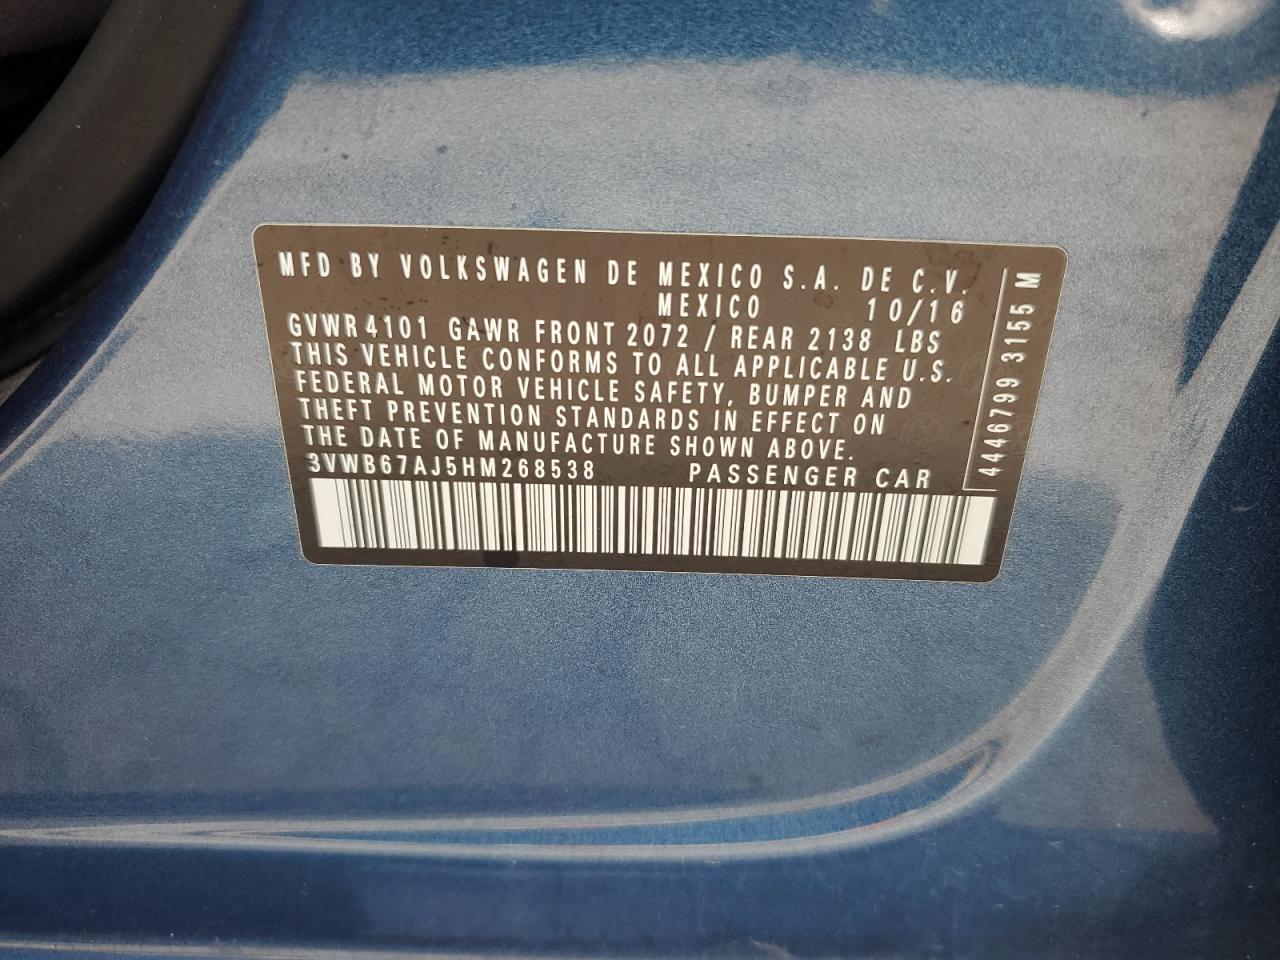 MFD BY VOLKSWAGEN DE MEXICO S.A. DE C.V.
MEXICO 10/16
GVWR 4101 GAWR FRONT 2072 / REAR 2138 LBS
THIS VEHICLE CONFORMS TO ALL APPLICABLE U.S.
FEDERAL MOTOR VEHICLE SAFETY, BUMPER AND
THEFT PREVENTION STANDARDS IN EFFECT ON
THE DATE OF MANUFACTURE SHOWN ABOVE.
3VWB67AJ5HM268538 PASSENGER CAR
4446799 3155 M